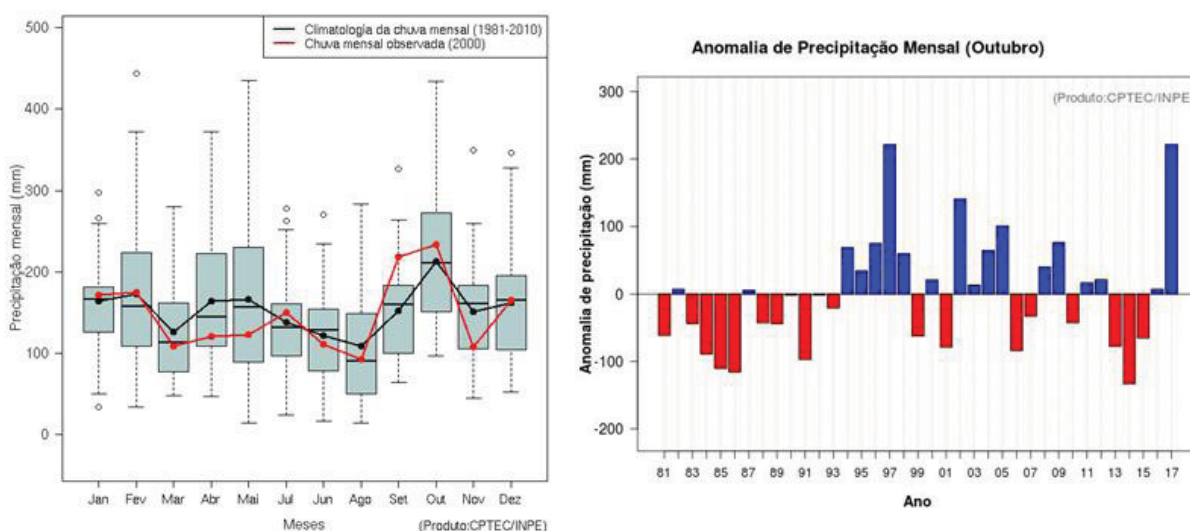 500
400
300
200
100
0
Precipitação mensal (mm)
Climatologia da chuva mensal (1981-2010)
Chuva mensal observada (2000)
Jan Fev Mar Abr Mai Jul Jun Ago Set Out Nov Dez
Meses
(Produto:CPTEC/INPE)
Anomalia de Precipitação Mensal (Outubro)
(Produto:CPTEC/INPE)
300
200
100
0
-100
-200
Anomalia de precipitação (mm)
81 83 85 87 89 91 93 95 97 99 01 03 05 07 09 11 13 15 17
Ano